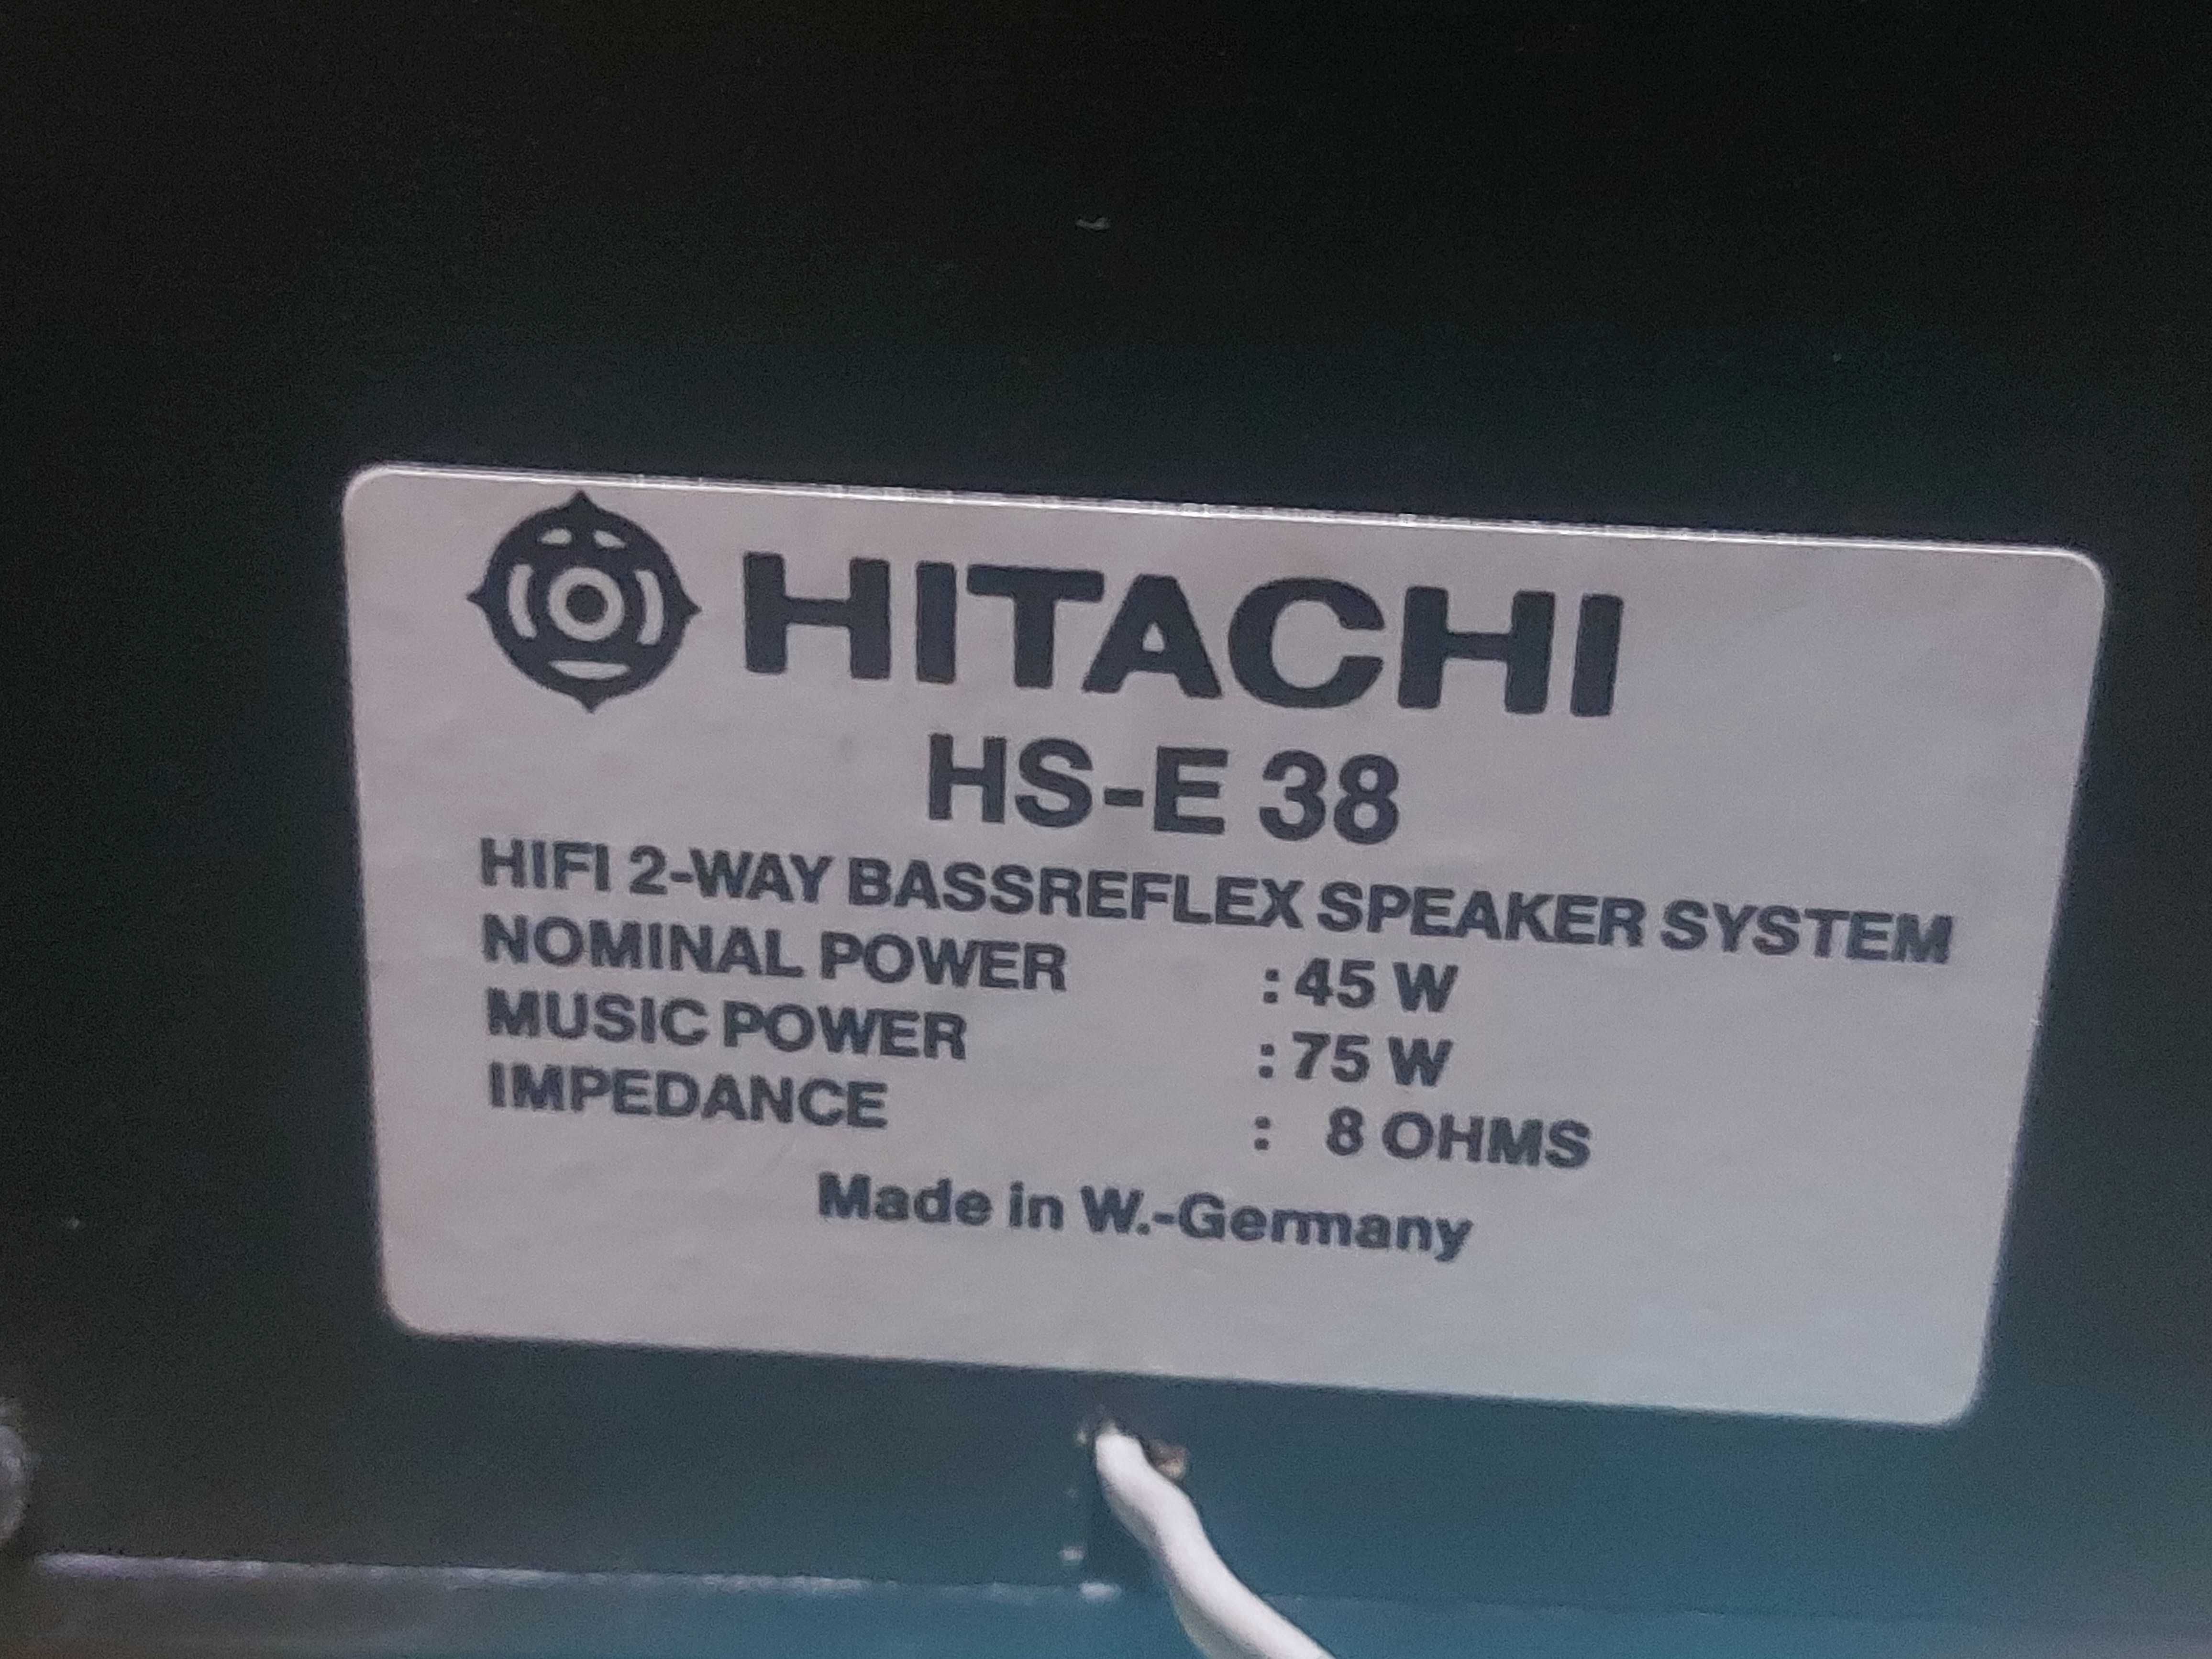 HITACHI
HS-E 38
HIFI 2-WAY BASSREFLEX SPEAKER SYSTEM
NOMINAL POWER : 45 W
MUSIC POWER : 75 W
IMPEDANCE : 8 OHMS
Made in W.-Germany